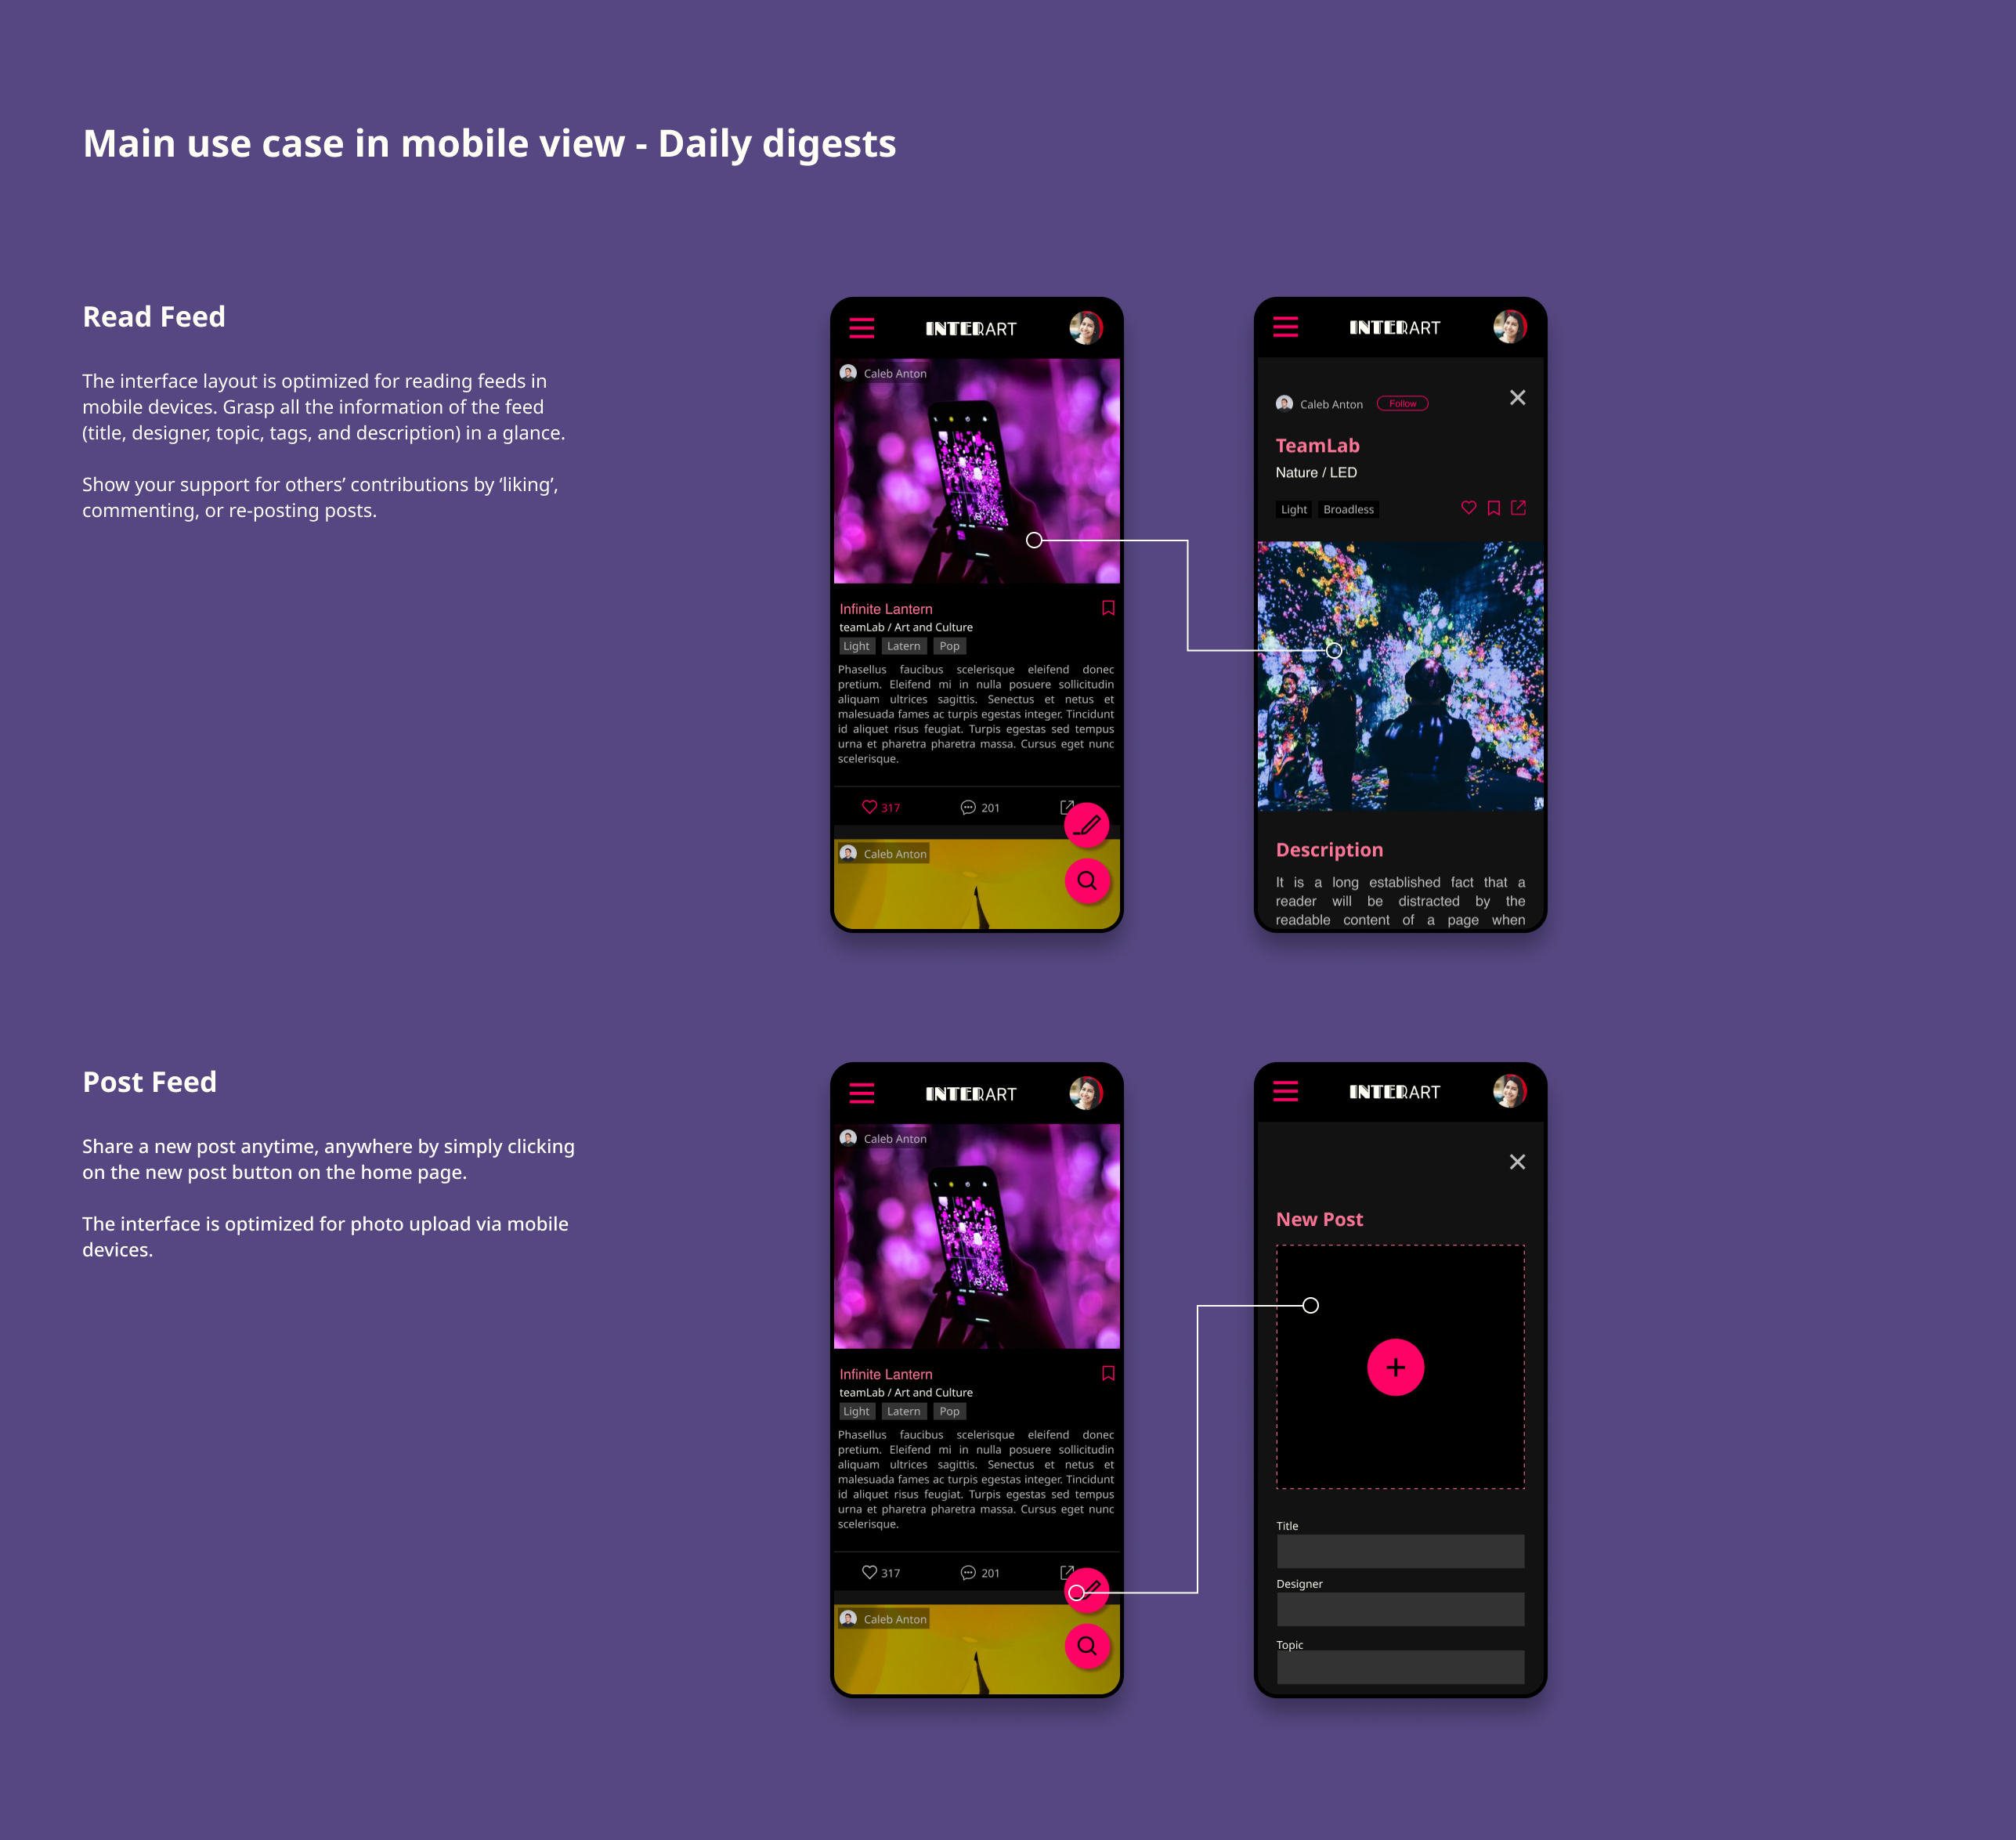 Main use case in mobile view - Daily digests
Read Feed
The interface layout is optimized for reading feeds in
mobile devices. Grasp all the information of the feed
(title, designer, topic, tags, and description) in a glance.
Show your support for others’ contributions by ‘liking’,
commenting, or re-posting posts.
INTERART
Caleb Anton
Infinite Lantern
teamLab / Art and Culture
Light Latern Pop
Phasellus faucibus scelerisque eleifend donec
pretium. Eleifend mi in nulla posuere sollicitudin
aliquam ultrices sagittis. Senectus et netus et
malesuada fames ac turpis egestas integer. Tincidunt
id aliquet risus feugiat. Turpis egestas sed tempus
urna et pharetra pharetra massa. Cursus eget nunc
scelerisque.
317 201
Caleb Anton
INTERART
Caleb Anton Follow
TeamLab
Nature / LED
Light Broadless
Description
It is a long established fact that a
reader will be distracted by the
readable content of a page when
Post Feed
Share a new post anytime, anywhere by simply clicking
on the new post button on the home page.
The interface is optimized for photo upload via mobile
devices.
INTERART
Caleb Anton
Infinite Lantern
teamLab / Art and Culture
Light Latern Pop
Phasellus faucibus scelerisque eleifend donec
pretium. Eleifend mi in nulla posuere sollicitudin
aliquam ultrices sagittis. Senectus et netus et
malesuada fames ac turpis egestas integer. Tincidunt
id aliquet risus feugiat. Turpis egestas sed tempus
urna et pharetra pharetra massa. Cursus eget nunc
scelerisque.
317 201
Caleb Anton
INTERART
New Post
Title
Designer
Topic